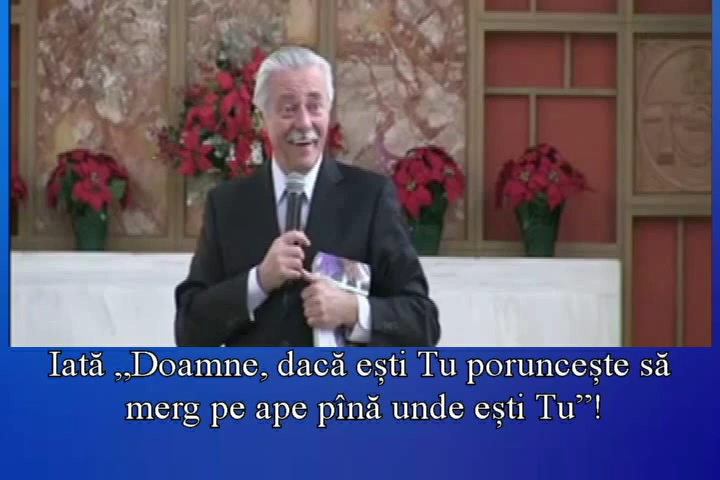 Iată ,,Doamne, dacă ești Tu poruncește să
merg pe ape pînă unde ești Tu”!